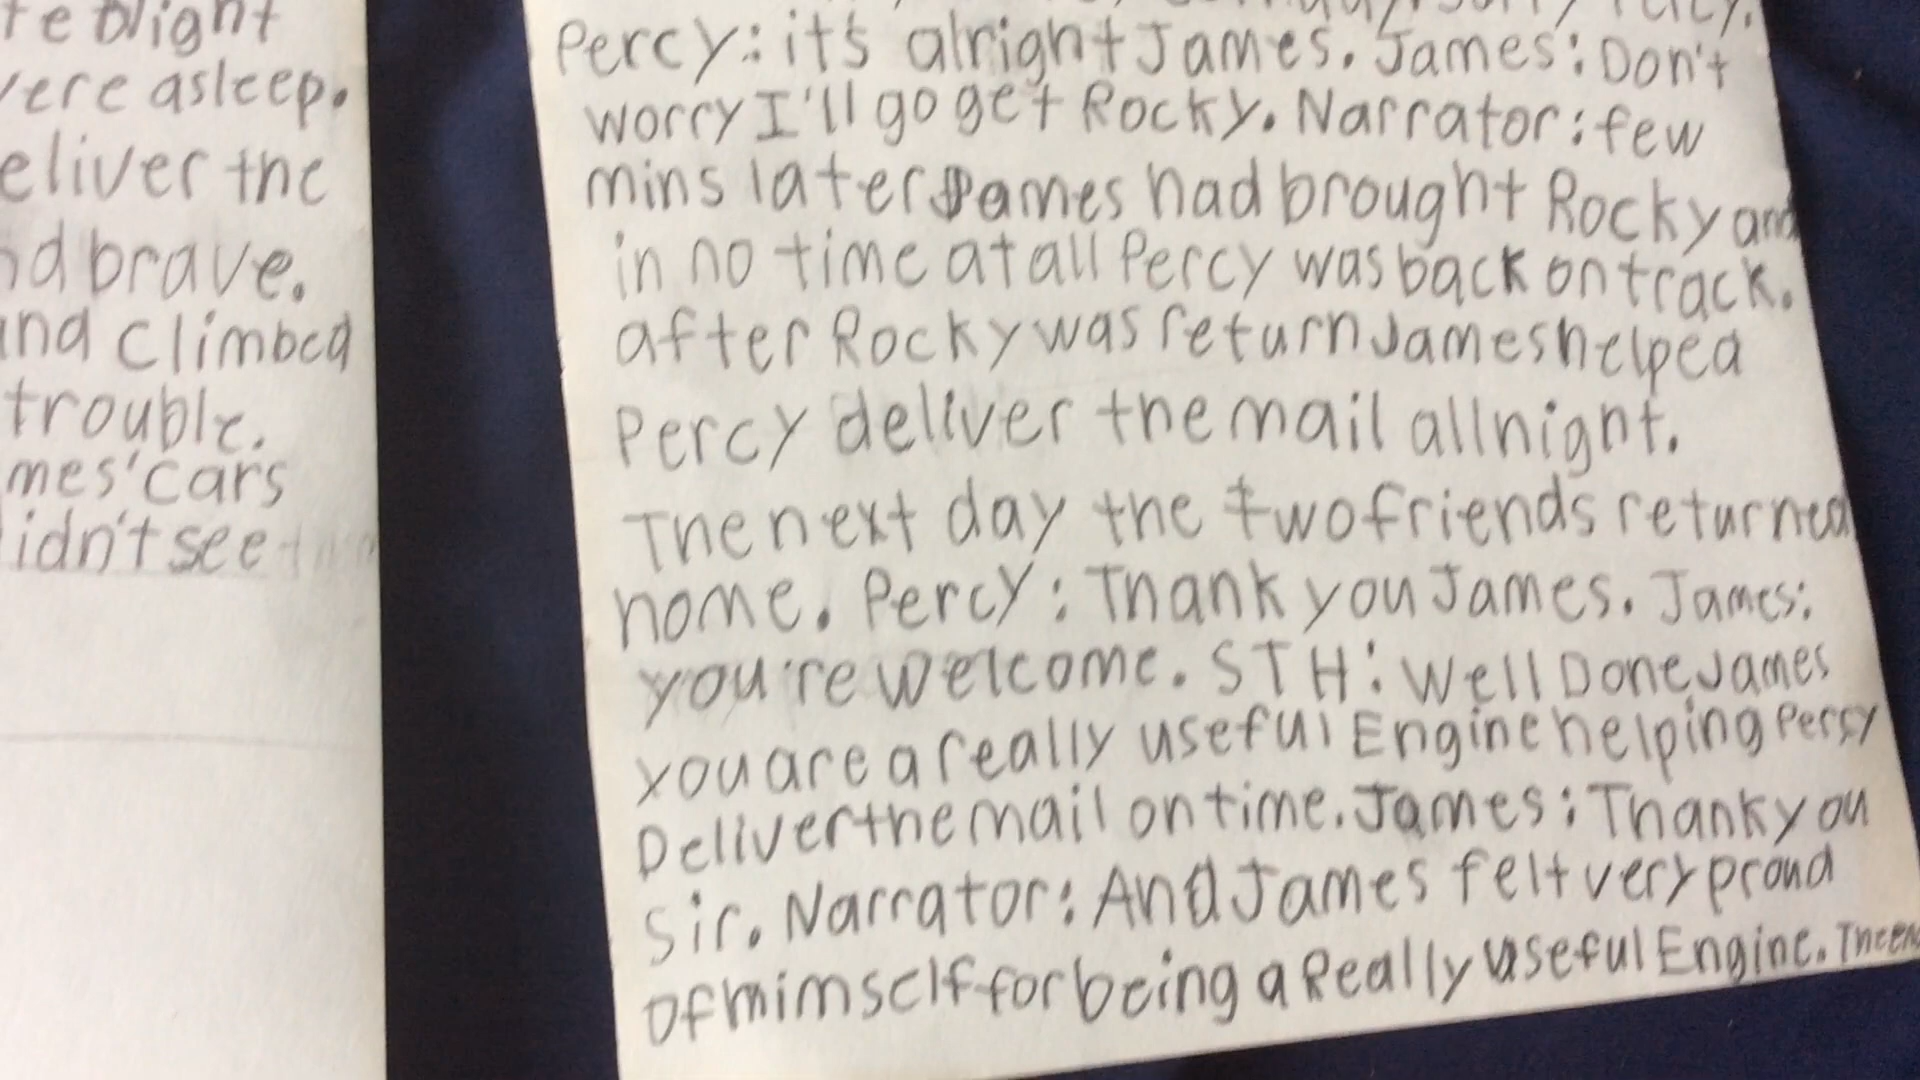 te blight
ere asleep.
eliver the
d brave.
and climbed
trouble.
mes' cars
idn't see
Percy: it's alright James. James: Don't
worry I'll go get Rocky. Narrator: few
mins later James had brought Rocky and
in no time at all Percy was back on track.
after Rocky was return James helped
Percy deliver the mail all night.
The next day the two friends returned
home. Percy: Thank you James. James:
you're welcome. STH: Well Done James
you are a really useful Engine helping Percy
Deliver the mail on time. James: Thank you
Sir. Narrator: And James felt very proud
of mimself for being a Really useful Engine. The en